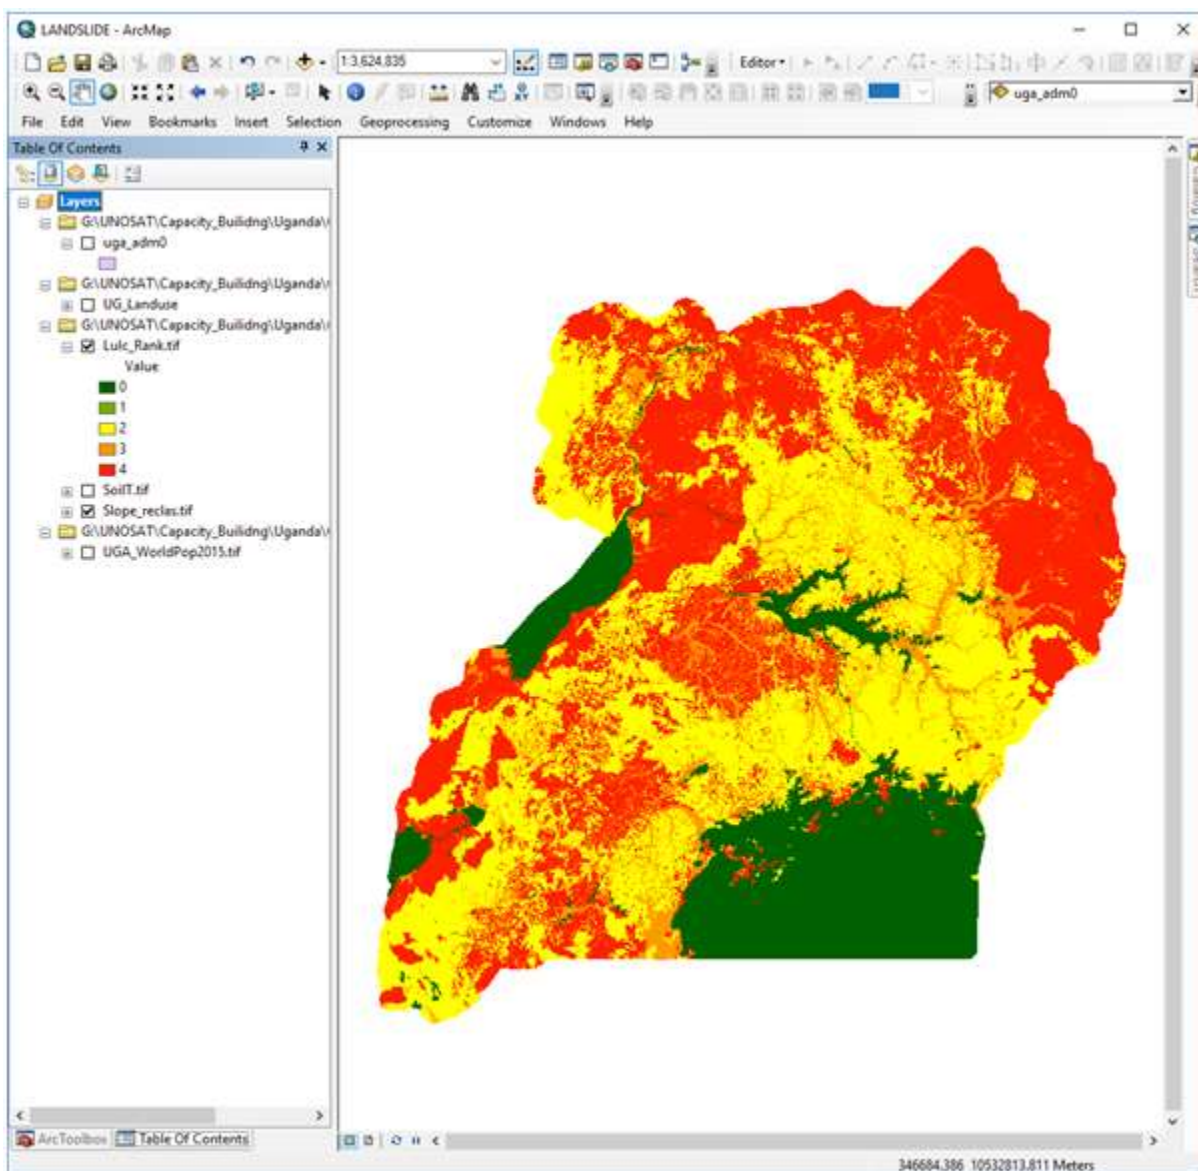 LANDSLIDE - ArcMap
1:3,624,835
Editor
uga_adm0
File Edit View Bookmarks Insert Selection Geoprocessing Customize Windows Help
Table Of Contents
Layers
G:\UNOSAT\Capacity_Builidng\Uganda\
uga_adm0
G:\UNOSAT\Capacity_Builidng\Uganda\
UG_Landuse
G:\UNOSAT\Capacity_Builidng\Uganda\
Lulc_Rank.tif
Value
0
1
2
3
4
SoilT.tif
Slope_reclas.tif
G:\UNOSAT\Capacity_Builidng\Uganda\
UGA_WorldPop2015.tif
ArcToolbox Table Of Contents
346684.386 10532813.811 Meters